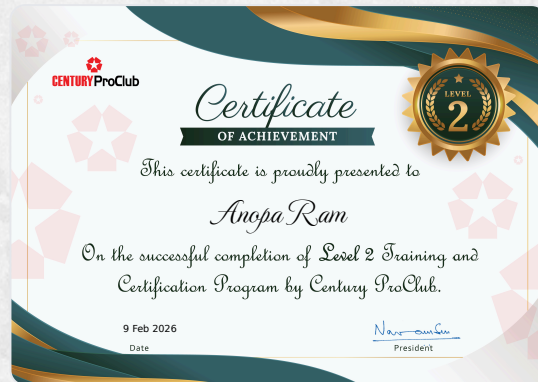 CENTURY ProClub
LEVEL
2
Certificate
OF ACHIEVEMENT
This certificate is proudly presented to
Anopa Ram
On the successful completion of Level 2 Training and
Certification Program by Century ProClub.
9 Feb 2026
Date
President